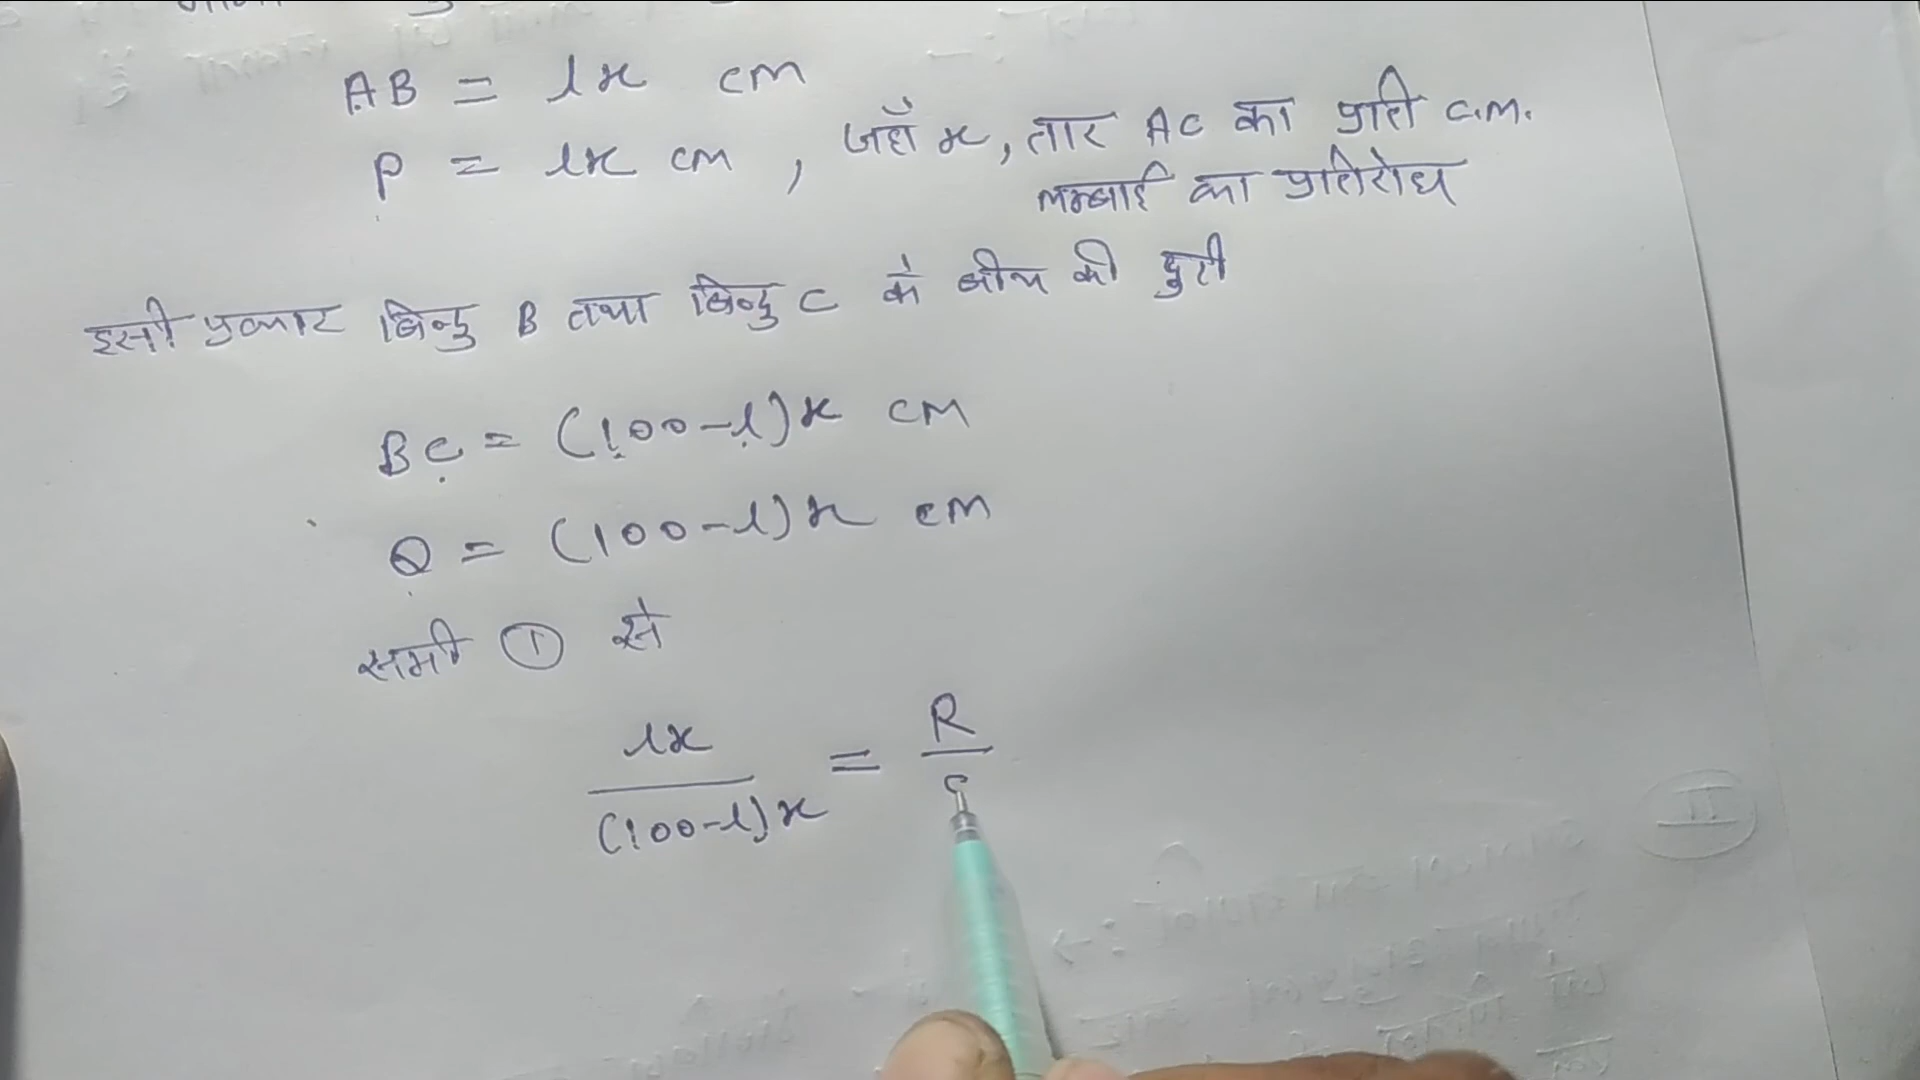 AB = lx cm
P = lx cm , जहाँ x, तार AC का प्रति c.m.
लम्बाई का प्रतिरोध
इसी प्रकार बिन्दु B तथा बिन्दु C के बीच की दुरी
BC = (100-l)x cm
Q = (100-l)x cm
समी ① से
lx/(100-l)x = R/S